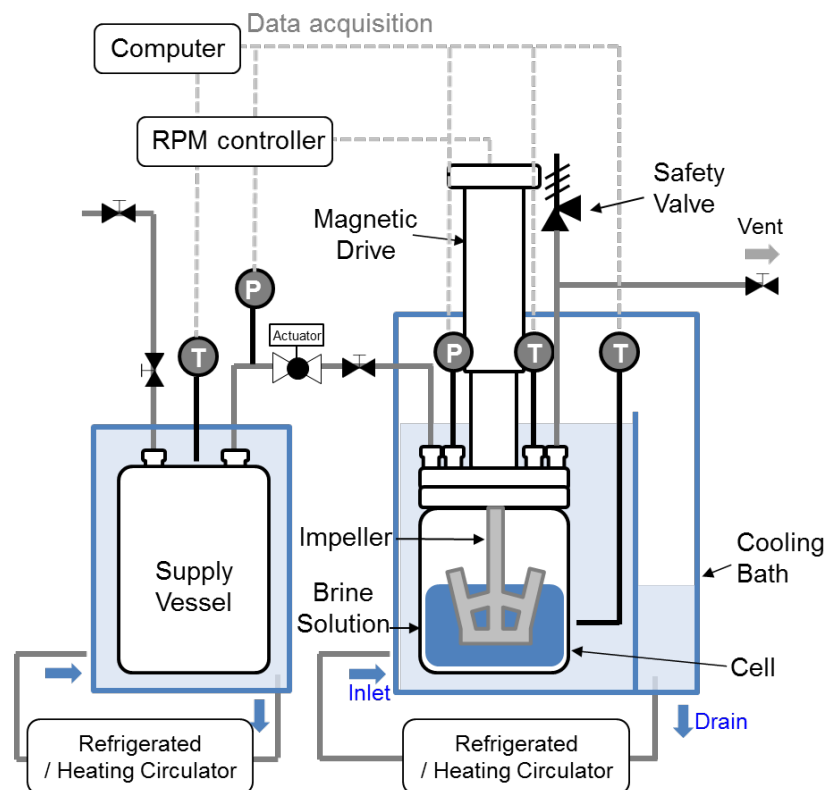 Data acquisition
Computer
RPM controller
Safety
Valve
Magnetic
Drive
Vent
P
Actuator
T
P
T
T
Impeller
Cooling
Bath
Supply
Vessel
Brine
Solution
Cell
Inlet
Drain
Refrigerated
/ Heating Circulator
Refrigerated
/ Heating Circulator